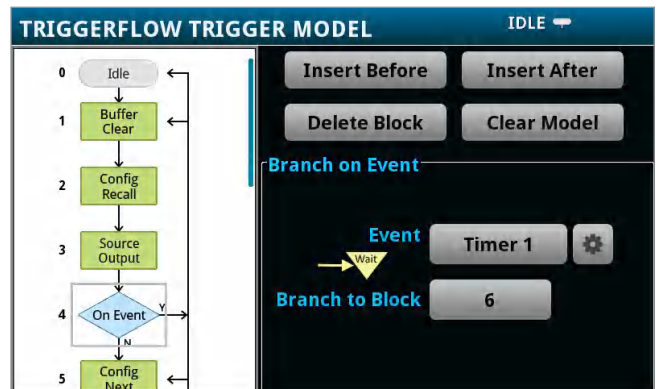 TRIGGERFLOW TRIGGER MODEL
IDLE
0
Idle
1
Buffer
Clear
2
Config
Recall
3
Source
Output
4
On Event
Y
N
5
Config
Next
Insert Before
Insert After
Delete Block
Clear Model
Branch on Event
Event
Timer 1
Wait
Branch to Block
6